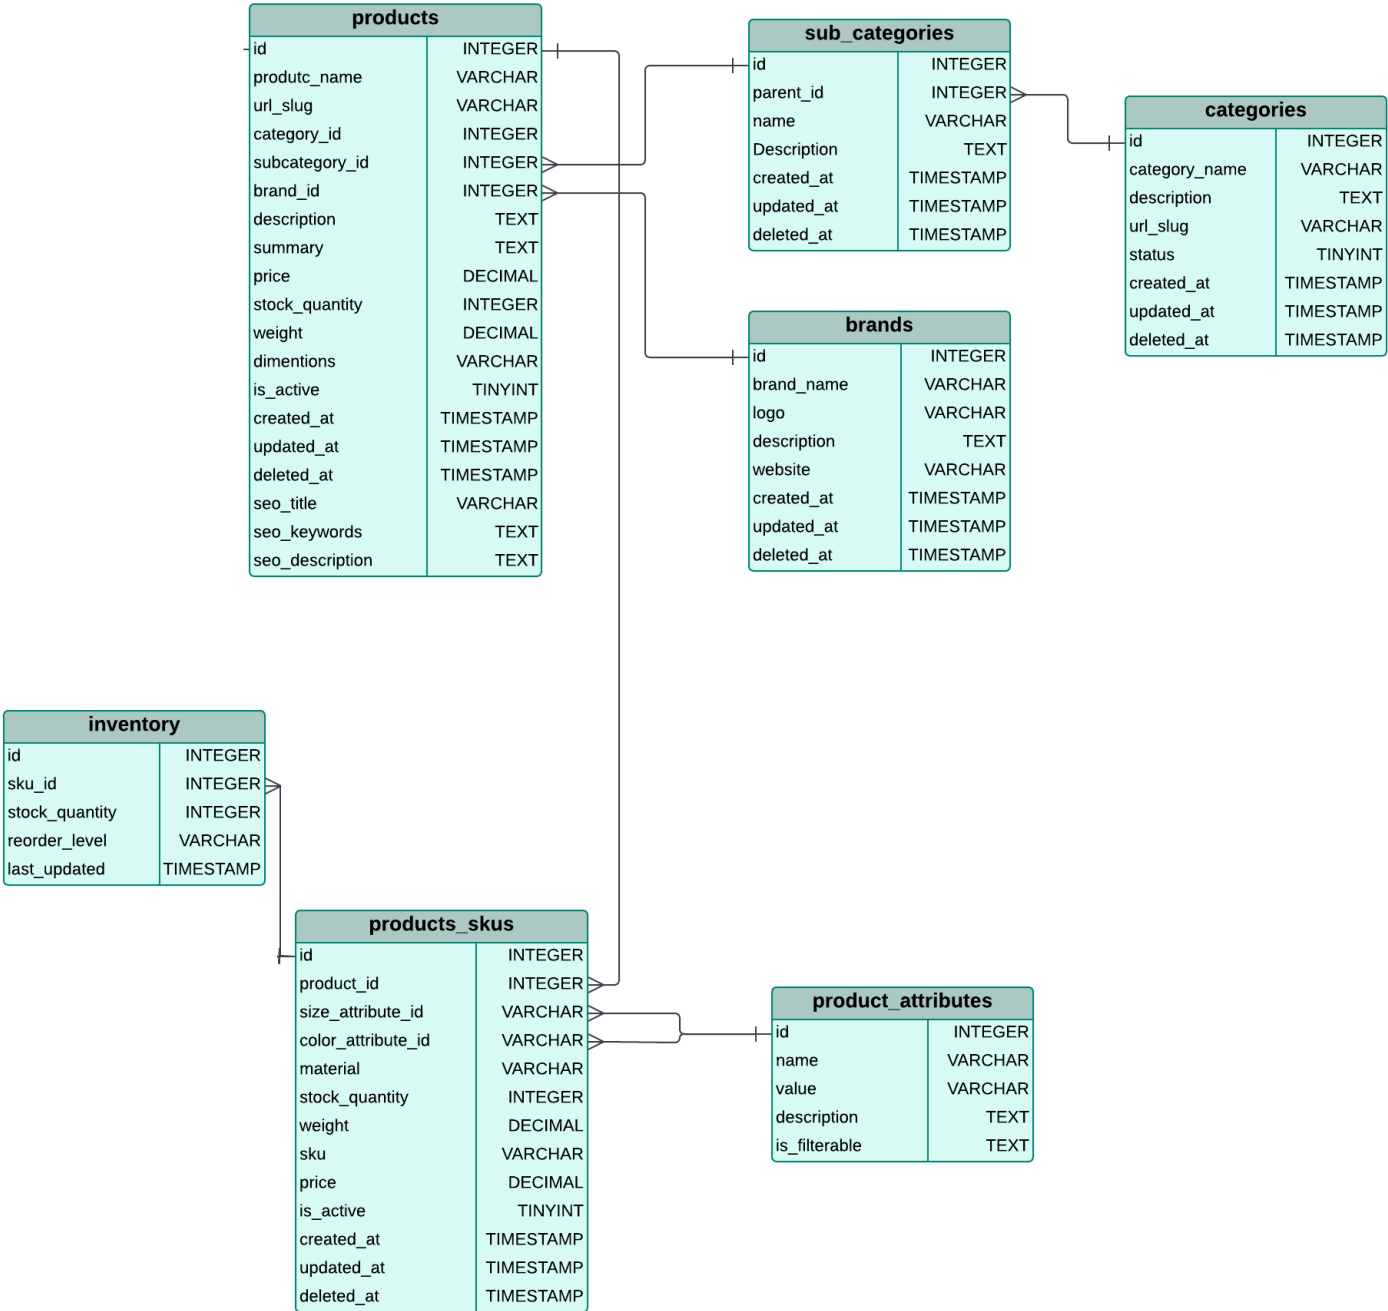 products
id INTEGER
produtc_name VARCHAR
url_slug VARCHAR
category_id INTEGER
subcategory_id INTEGER
brand_id INTEGER
description TEXT
summary TEXT
price DECIMAL
stock_quantity INTEGER
weight DECIMAL
dimentions VARCHAR
is_active TINYINT
created_at TIMESTAMP
updated_at TIMESTAMP
deleted_at TIMESTAMP
seo_title VARCHAR
seo_keywords TEXT
seo_description TEXT
sub_categories
id INTEGER
parent_id INTEGER
name VARCHAR
Description TEXT
created_at TIMESTAMP
updated_at TIMESTAMP
deleted_at TIMESTAMP
categories
id INTEGER
category_name VARCHAR
description TEXT
url_slug VARCHAR
status TINYINT
created_at TIMESTAMP
updated_at TIMESTAMP
deleted_at TIMESTAMP
brands
id INTEGER
brand_name VARCHAR
logo VARCHAR
description TEXT
website VARCHAR
created_at TIMESTAMP
updated_at TIMESTAMP
deleted_at TIMESTAMP
inventory
id INTEGER
sku_id INTEGER
stock_quantity INTEGER
reorder_level VARCHAR
last_updated TIMESTAMP
products_skus
id INTEGER
product_id INTEGER
size_attribute_id VARCHAR
color_attribute_id VARCHAR
material VARCHAR
stock_quantity INTEGER
weight DECIMAL
sku VARCHAR
price DECIMAL
is_active TINYINT
created_at TIMESTAMP
updated_at TIMESTAMP
deleted_at TIMESTAMP
product_attributes
id INTEGER
name VARCHAR
value VARCHAR
description TEXT
is_filterable TEXT